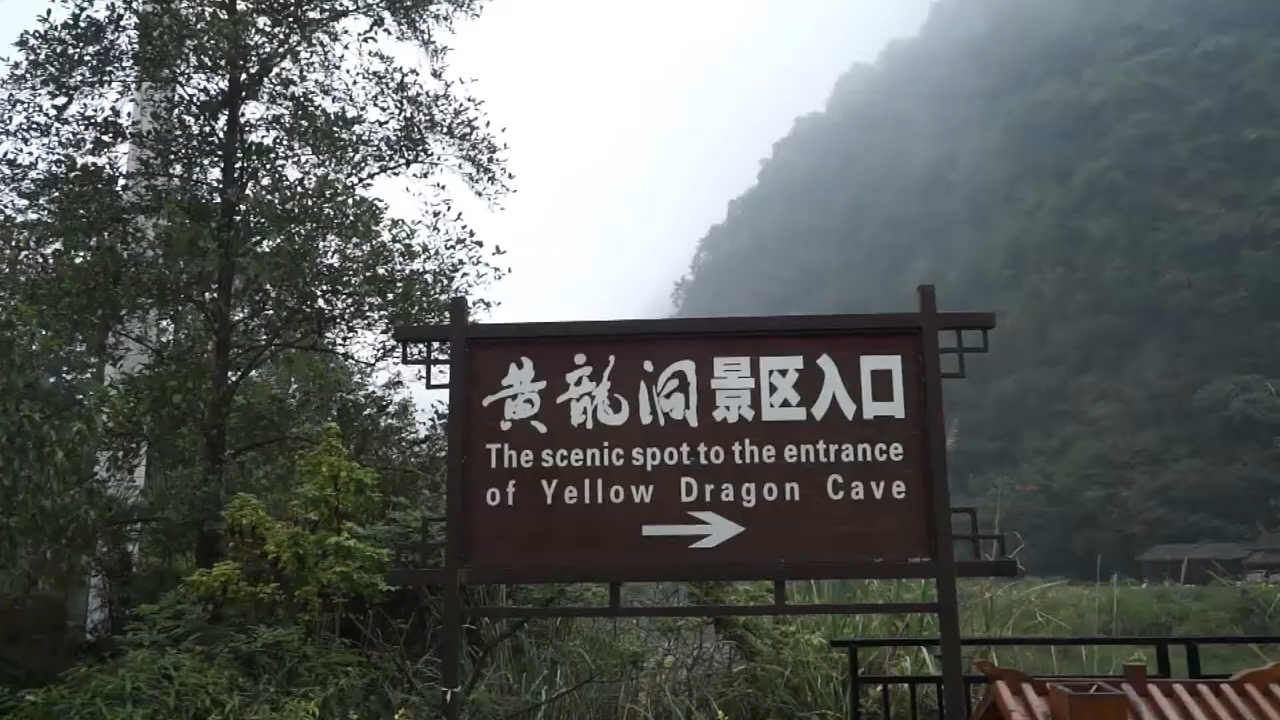 黄龍洞景区入口
The scenic spot to the entrance
of Yellow Dragon Cave